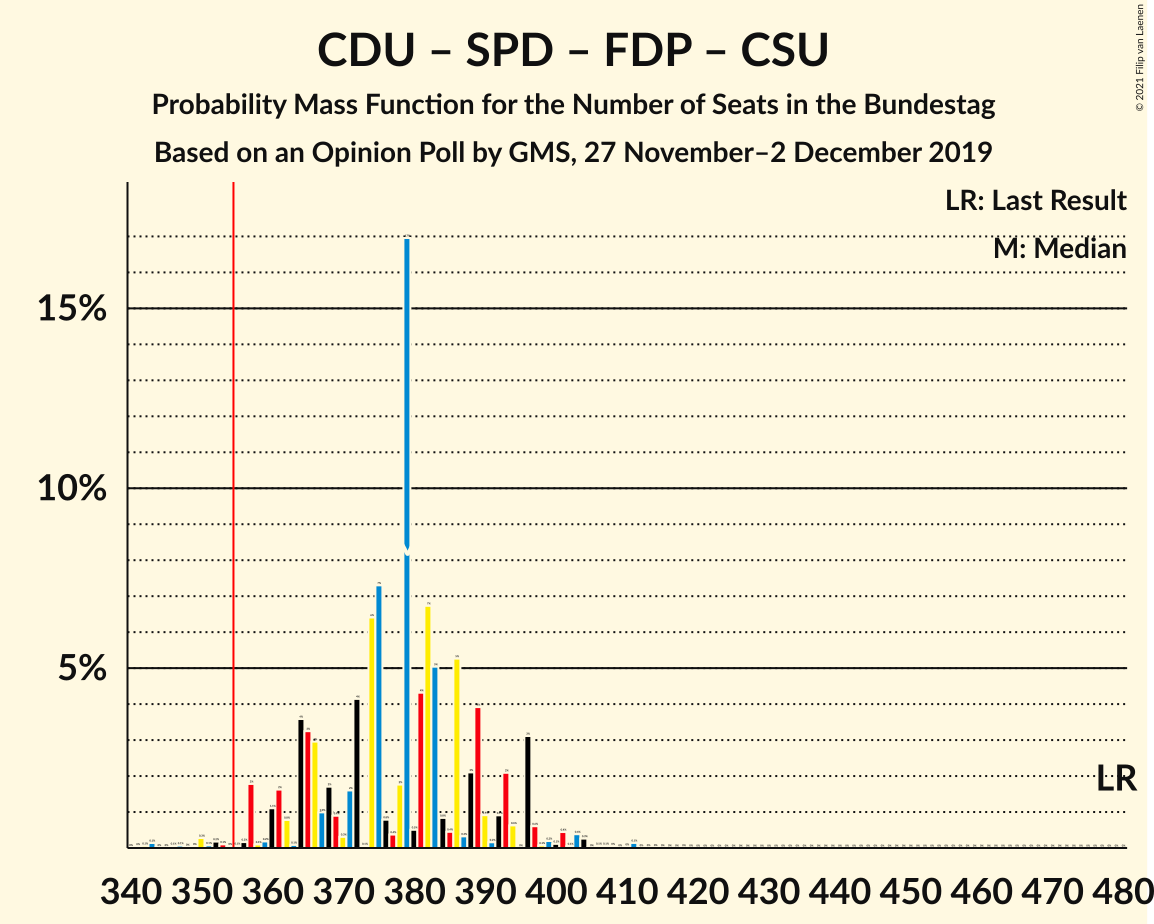 CDU – SPD – FDP – CSU
Probability Mass Function for the Number of Seats in the Bundestag
Based on an Opinion Poll by GMS, 27 November–2 December 2019
© 2021 Filip van Laenen
LR: Last Result
M: Median
15%
10%
5%
LR
340 350 360 370 380 390 400 410 420 430 440 450 460 470 480